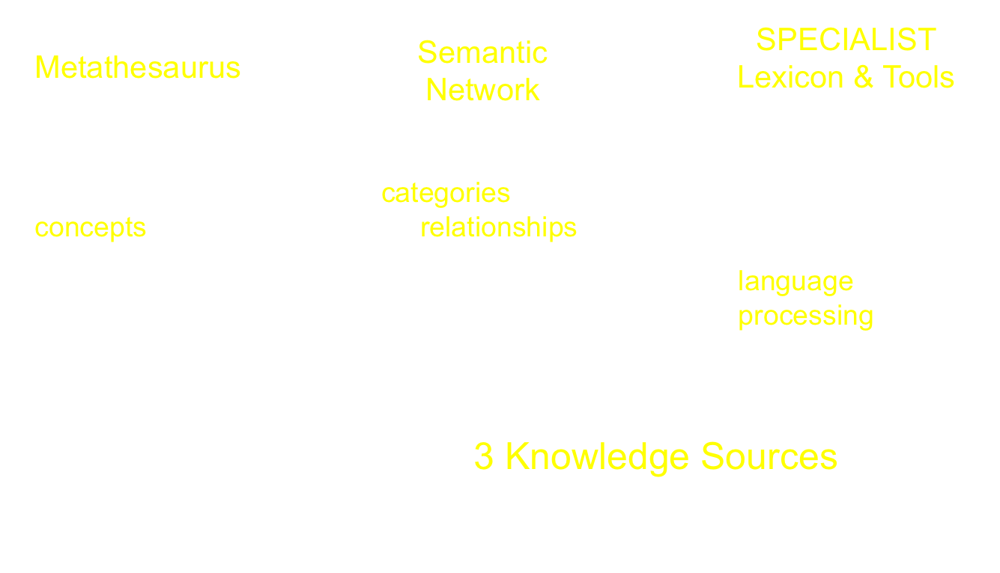 Metathesaurus
Semantic
Network
SPECIALIST
Lexicon & Tools
concepts
categories
relationships
language
processing
3 Knowledge Sources